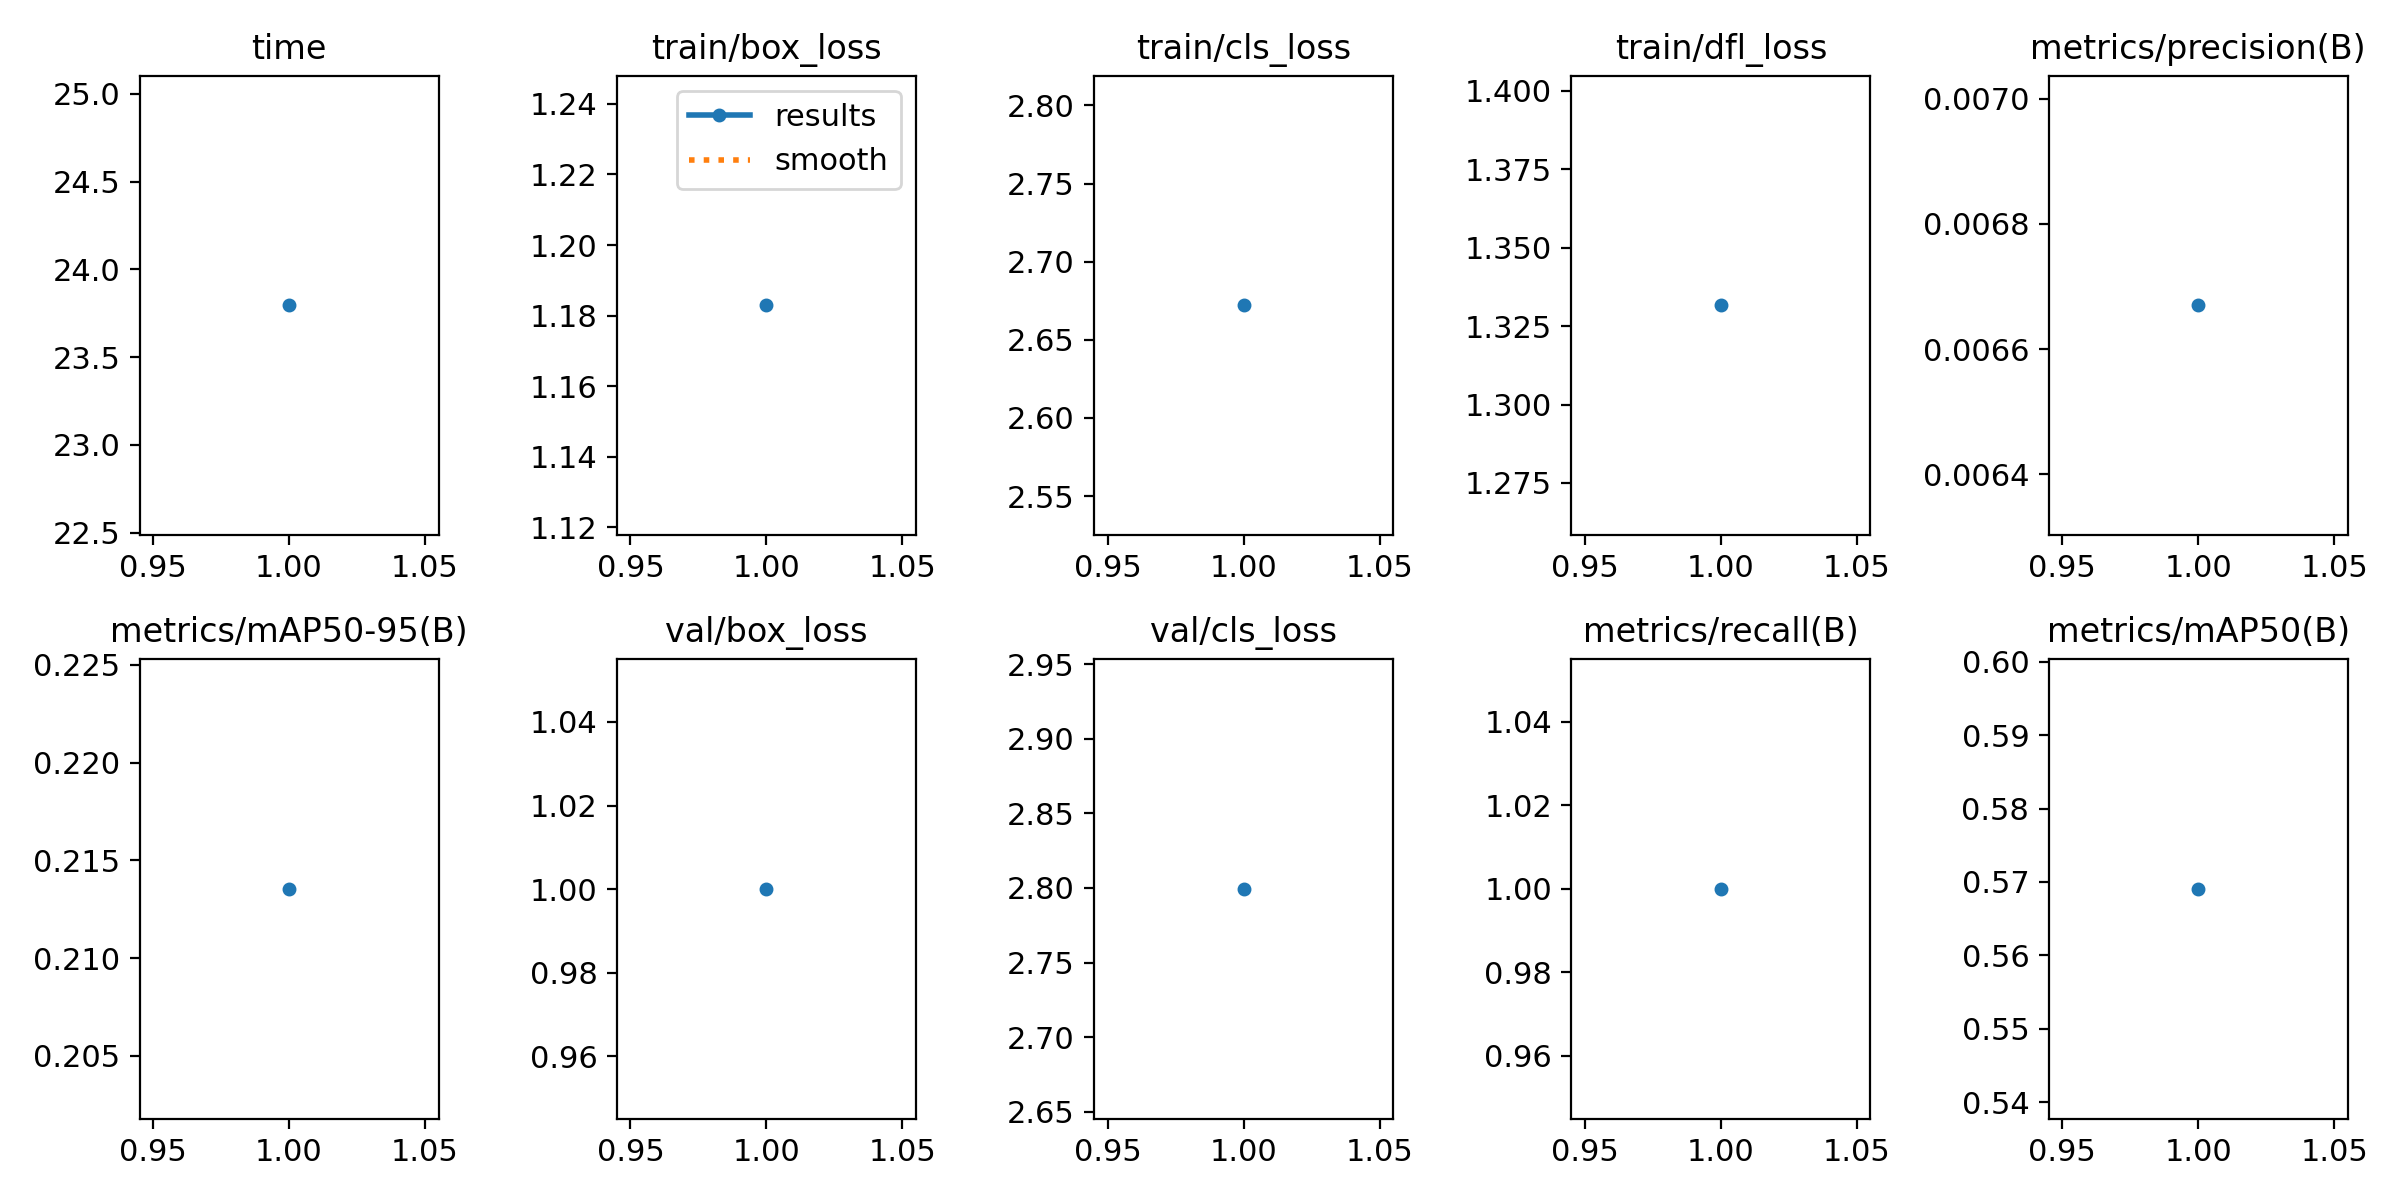 time
25.0
24.5
24.0
23.5
23.0
22.5
0.95 1.00 1.05
train/box_loss
results
smooth
1.24
1.22
1.20
1.18
1.16
1.14
1.12
0.95 1.00 1.05
train/cls_loss
2.80
2.75
2.70
2.65
2.60
2.55
0.95 1.00 1.05
train/dfl_loss
1.400
1.375
1.350
1.325
1.300
1.275
0.95 1.00 1.05
metrics/precision(B)
0.0070
0.0068
0.0066
0.0064
0.95 1.00 1.05
metrics/mAP50-95(B)
0.225
0.220
0.215
0.210
0.205
0.95 1.00 1.05
val/box_loss
1.04
1.02
1.00
0.98
0.96
0.95 1.00 1.05
val/cls_loss
2.95
2.90
2.85
2.80
2.75
2.70
2.65
0.95 1.00 1.05
metrics/recall(B)
1.04
1.02
1.00
0.98
0.96
0.95 1.00 1.05
metrics/mAP50(B)
0.60
0.59
0.58
0.57
0.56
0.55
0.54
0.95 1.00 1.05